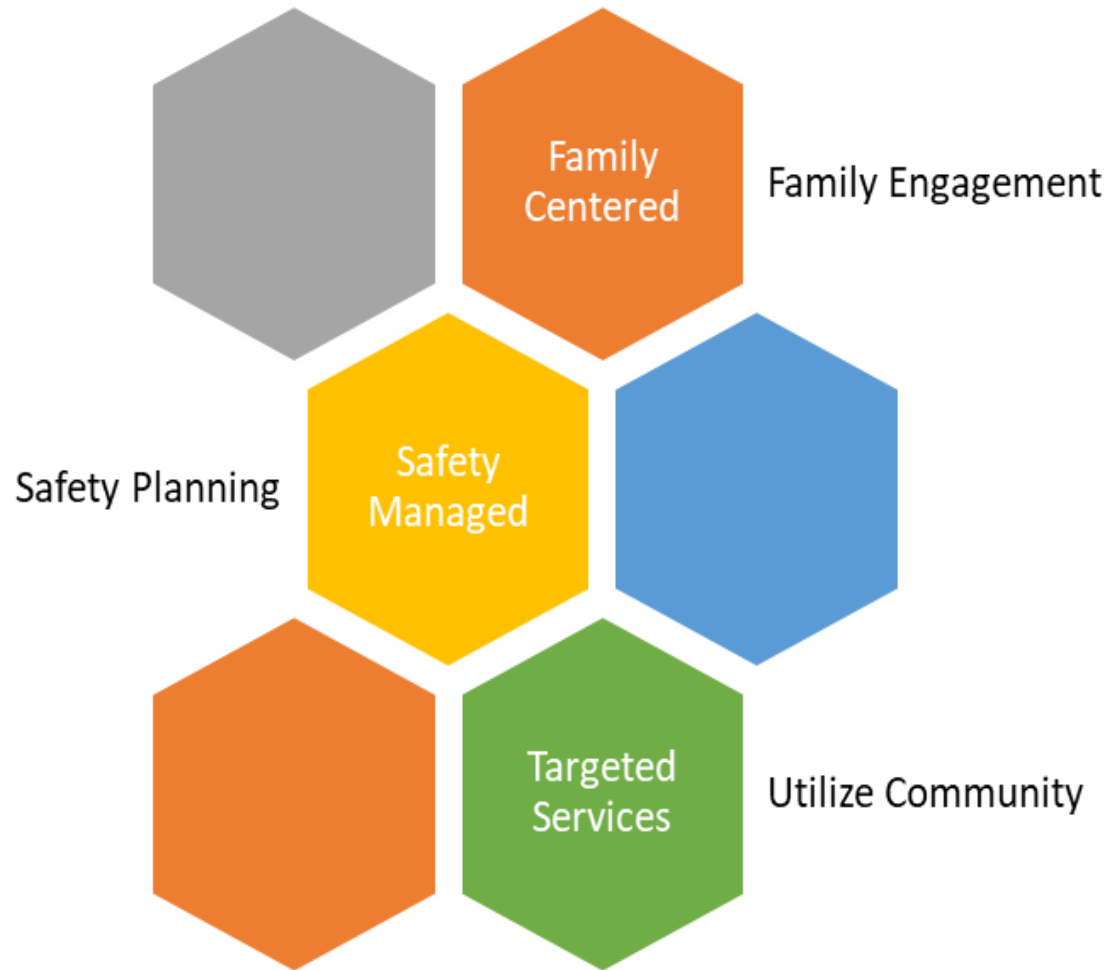 Family
Centered
Family Engagement
Safety Planning
Safety
Managed
Targeted
Services
Utilize Community